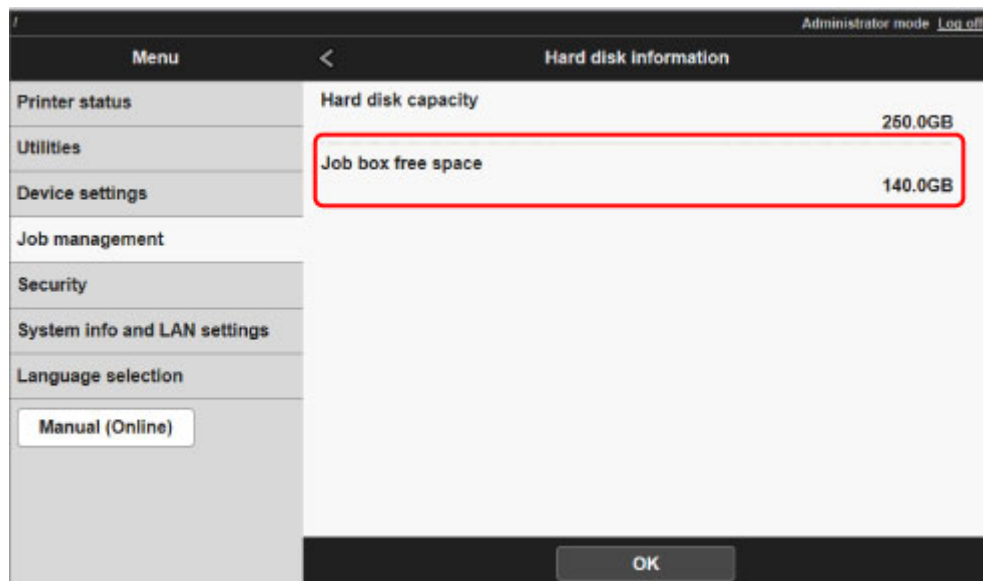 Administrator mode Log off
Menu
< Hard disk information
Printer status
Utilities
Device settings
Job management
Security
System info and LAN settings
Language selection
Manual (Online)
Hard disk capacity
250.0GB
Job box free space
140.0GB
OK